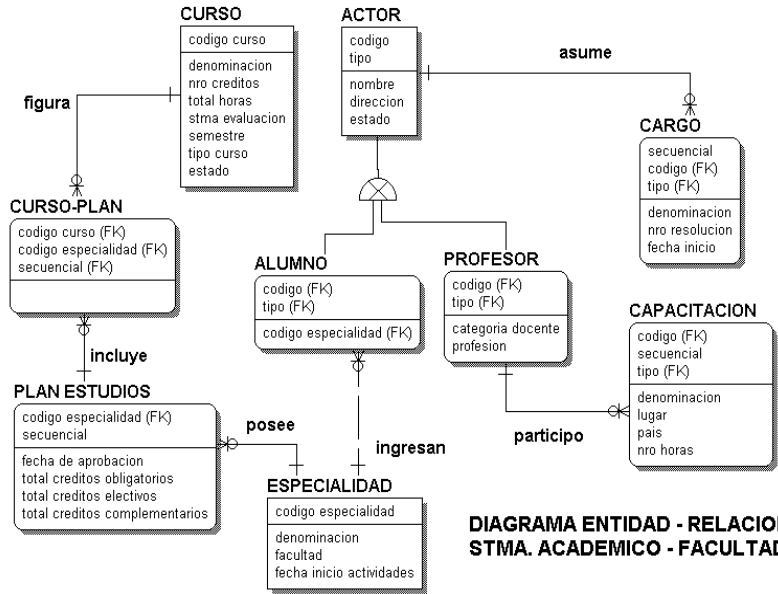 CURSO
codigo curso
denominacion
nro creditos
total horas
stma evaluacion
semestre
tipo curso
estado
ACTOR
codigo
tipo
nombre
direccion
estado
asume
figura
CARGO
secuencial
codigo (FK)
tipo (FK)
denominacion
nro resolucion
fecha inicio
CURSO-PLAN
codigo curso (FK)
codigo especialidad (FK)
secuencial (FK)
ALUMNO
codigo (FK)
tipo (FK)
codigo especialidad (FK)
PROFESOR
codigo (FK)
tipo (FK)
categoria docente
profesion
CAPACITACION
codigo (FK)
secuencial
tipo (FK)
denominacion
lugar
pais
nro horas
incluye
PLAN ESTUDIOS
codigo especialidad (FK)
secuencial
fecha de aprobacion
total creditos obligatorios
total creditos electivos
total creditos complementarios
posee
ingresan
participo
ESPECIALIDAD
codigo especialidad
denominacion
facultad
fecha inicio actividades
DIAGRAMA ENTIDAD - RELACION
STMA. ACADEMICO - FACULTAD